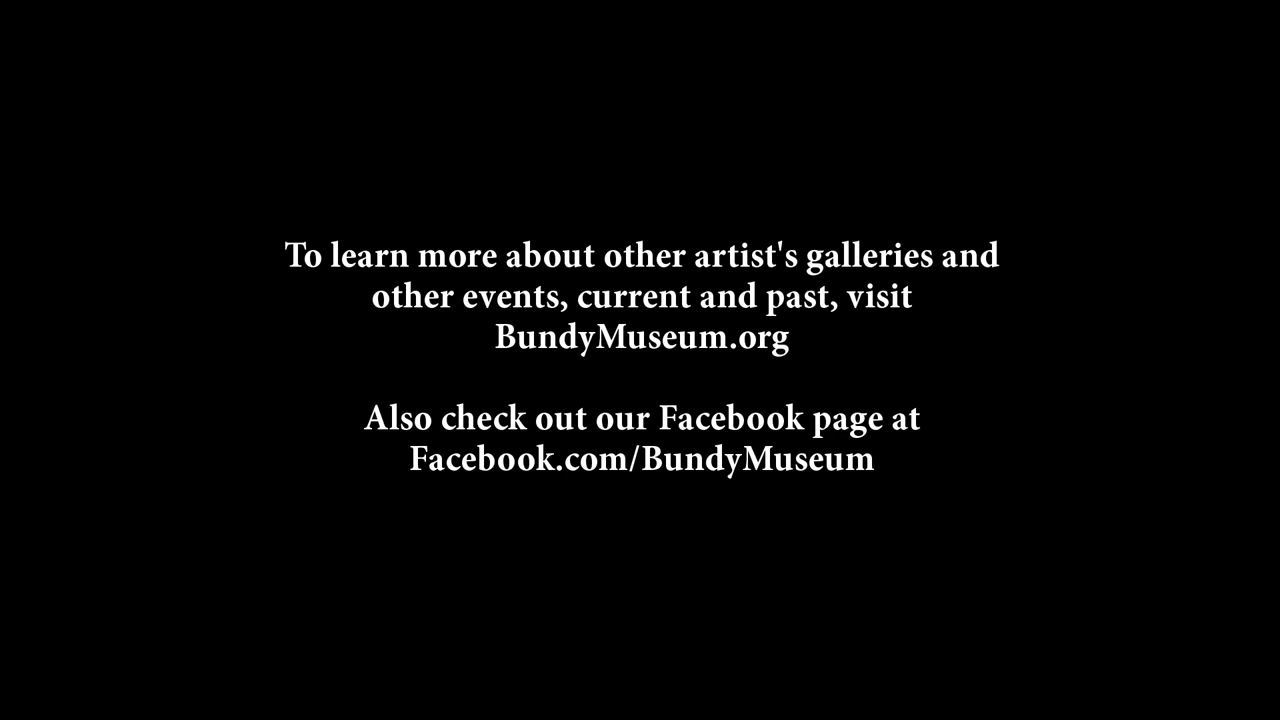 To learn more about other artist's galleries and
other events, current and past, visit
BundyMuseum.org
Also check out our Facebook page at
Facebook.com/BundyMuseum